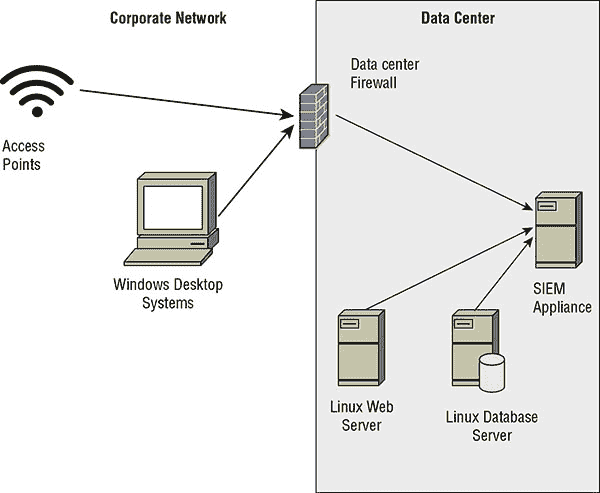 Corporate Network
Data Center
Data center
Firewall
Access
Points
Windows Desktop
Systems
SIEM
Appliance
Linux Web
Server
Linux Database
Server